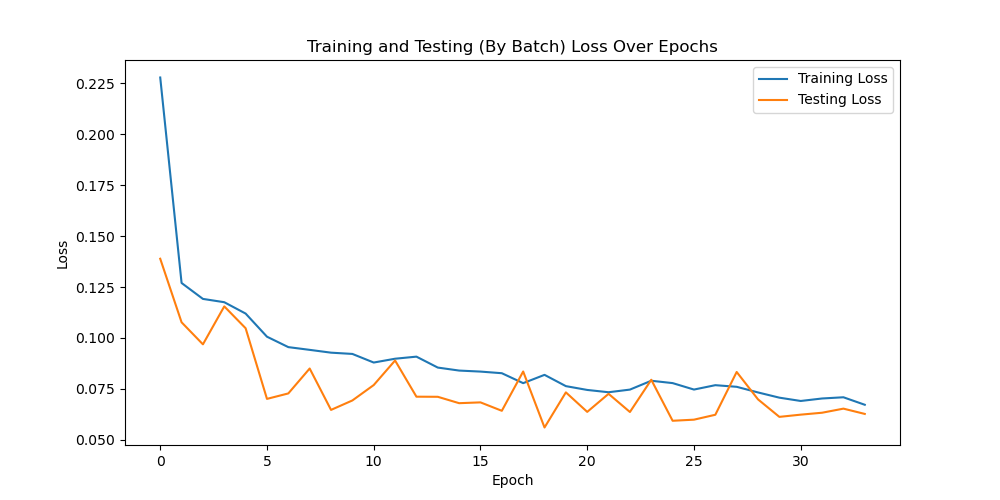 Training and Testing (By Batch) Loss Over Epochs
Training Loss
Testing Loss
0.225
0.200
0.175
0.150
0.125
0.100
0.075
0.050
Loss
0 5 10 15 20 25 30
Epoch